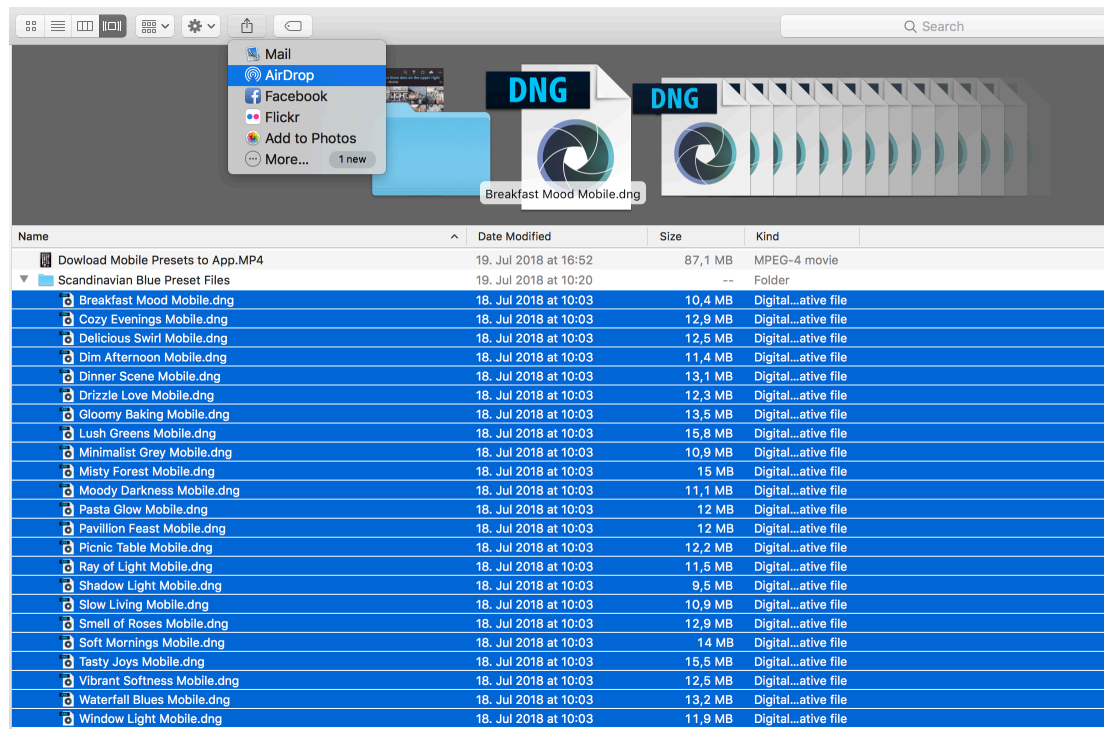 Search
Mail
AirDrop
Facebook
Flickr
Add to Photos
More... 1 new
DNG
DNG
Breakfast Mood Mobile.dng
Name Date Modified Size Kind
Dowload Mobile Presets to App.MP4 19. Jul 2018 at 16:52 87,1 MB MPEG-4 movie
Scandinavian Blue Preset Files 19. Jul 2018 at 10:20 -- Folder
Breakfast Mood Mobile.dng 18. Jul 2018 at 10:03 10,4 MB Digital...ative file
Cozy Evenings Mobile.dng 18. Jul 2018 at 10:03 12,9 MB Digital...ative file
Delicious Swirl Mobile.dng 18. Jul 2018 at 10:03 12,5 MB Digital...ative file
Dim Afternoon Mobile.dng 18. Jul 2018 at 10:03 11,4 MB Digital...ative file
Dinner Scene Mobile.dng 18. Jul 2018 at 10:03 13,1 MB Digital...ative file
Drizzle Love Mobile.dng 18. Jul 2018 at 10:03 12,3 MB Digital...ative file
Gloomy Baking Mobile.dng 18. Jul 2018 at 10:03 13,5 MB Digital...ative file
Lush Greens Mobile.dng 18. Jul 2018 at 10:03 15,8 MB Digital...ative file
Minimalist Grey Mobile.dng 18. Jul 2018 at 10:03 10,9 MB Digital...ative file
Misty Forest Mobile.dng 18. Jul 2018 at 10:03 15 MB Digital...ative file
Moody Darkness Mobile.dng 18. Jul 2018 at 10:03 11,1 MB Digital...ative file
Pasta Glow Mobile.dng 18. Jul 2018 at 10:03 12 MB Digital...ative file
Pavillion Feast Mobile.dng 18. Jul 2018 at 10:03 12 MB Digital...ative file
Picnic Table Mobile.dng 18. Jul 2018 at 10:03 12,2 MB Digital...ative file
Ray of Light Mobile.dng 18. Jul 2018 at 10:03 11,5 MB Digital...ative file
Shadow Light Mobile.dng 18. Jul 2018 at 10:03 9,5 MB Digital...ative file
Slow Living Mobile.dng 18. Jul 2018 at 10:03 10,9 MB Digital...ative file
Smell of Roses Mobile.dng 18. Jul 2018 at 10:03 12,9 MB Digital...ative file
Soft Mornings Mobile.dng 18. Jul 2018 at 10:03 14 MB Digital...ative file
Tasty Joys Mobile.dng 18. Jul 2018 at 10:03 15,5 MB Digital...ative file
Vibrant Softness Mobile.dng 18. Jul 2018 at 10:03 12,5 MB Digital...ative file
Waterfall Blues Mobile.dng 18. Jul 2018 at 10:03 13,2 MB Digital...ative file
Window Light Mobile.dng 18. Jul 2018 at 10:03 11,9 MB Digital...ative file